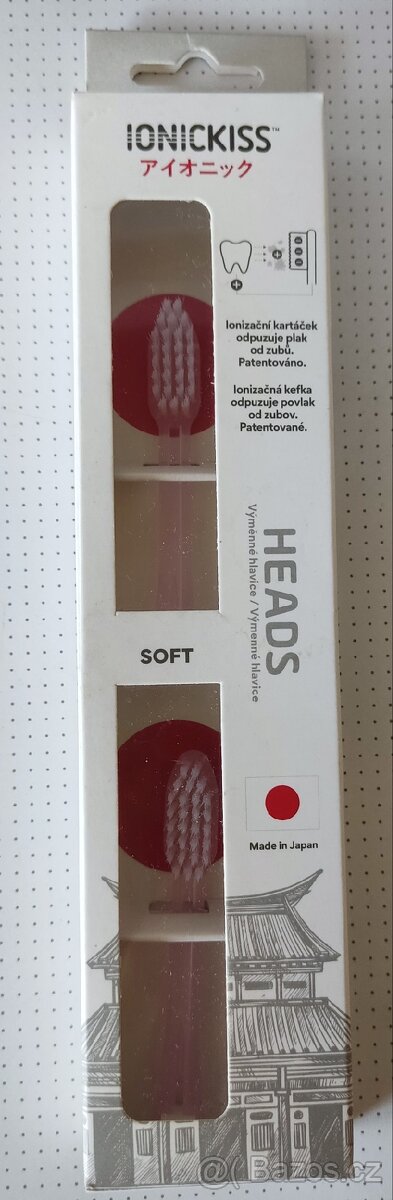 IONICKISS™
アイオニック
Ionizační kartáček
odpuzuje plak
od zubů.
Patentováno.
Ionizačná kefka
odpuzuje povlak
od zubov.
Patentované.
HEADS
Výměnné hlavice / Výmenné hlavice
SOFT
Made in Japan
Bazos.cz